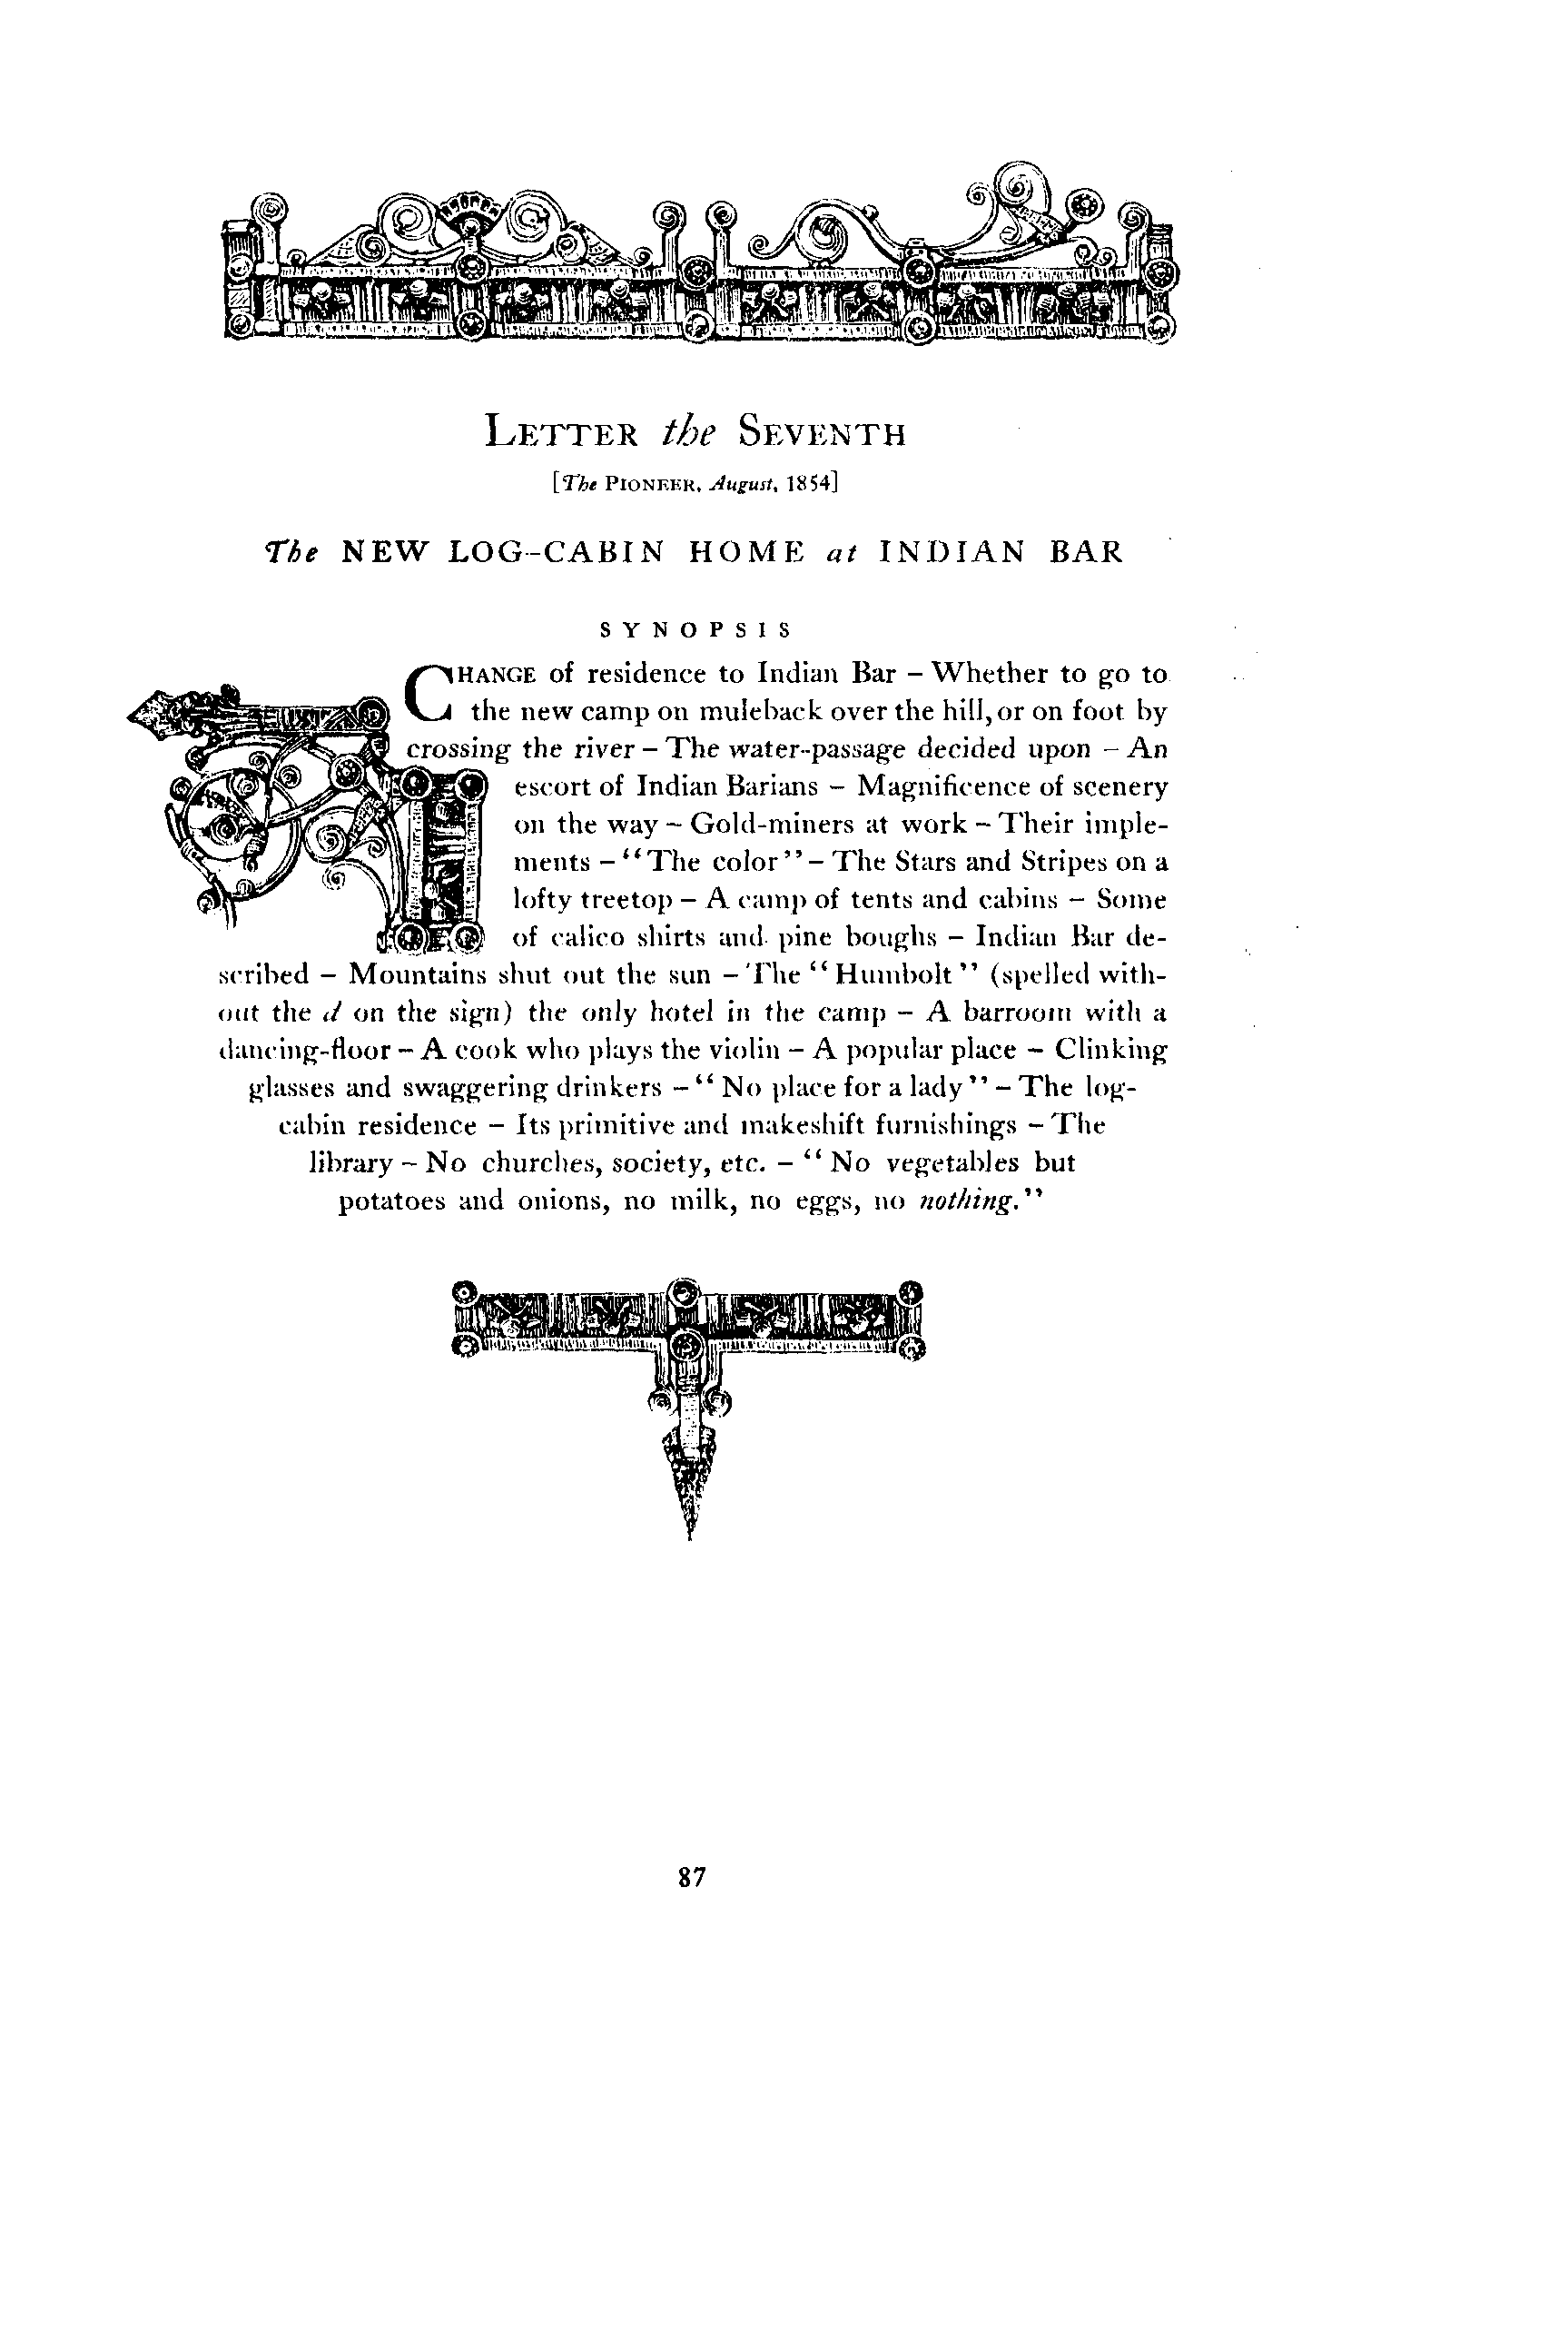 LETTER the SEVENTH
[The PIONEER, August, 1854]
The NEW LOG-CABIN HOME at INDIAN BAR
SYNOPSIS
CHANGE of residence to Indian Bar – Whether to go to
the new camp on muleback over the hill, or on foot by
crossing the river – The water-passage decided upon – An
escort of Indian Barians – Magnificence of scenery
on the way – Gold-miners at work – Their imple-
ments – “The color” – The Stars and Stripes on a
lofty treetop – A camp of tents and cabins – Some
of calico shirts and pine boughs – Indian Bar de-
scribed – Mountains shut out the sun – The “Humbolt” (spelled with-
out the d on the sign) the only hotel in the camp – A barroom with a
dancing-floor – A cook who plays the violin – A popular place – Clinking
glasses and swaggering drinkers – “No place for a lady” – The log-
cabin residence – Its primitive and makeshift furnishings – The
library – No churches, society, etc. – “No vegetables but
potatoes and onions, no milk, no eggs, no nothing.”
87